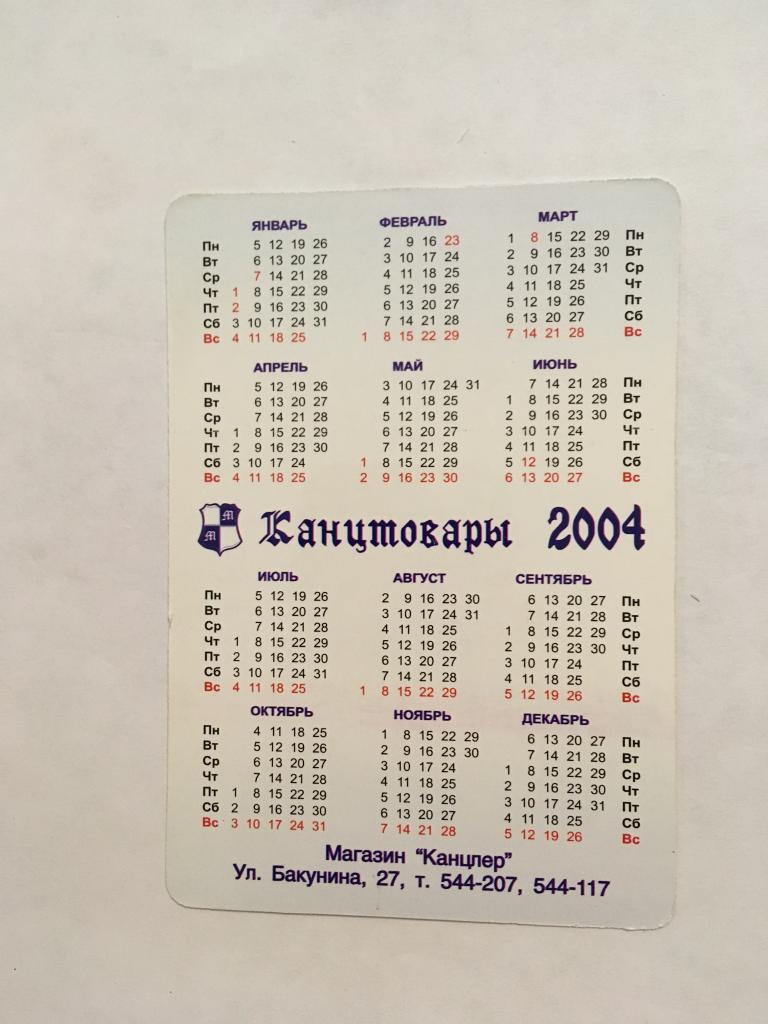 ЯНВАРЬ ФЕВРАЛЬ МАРТ
Пн 5 12 19 26 2 9 16 23 1 8 15 22 29 Пн
Вт 6 13 20 27 3 10 17 24 2 9 16 23 30 Вт
Ср 7 14 21 28 4 11 18 25 3 10 17 24 31 Ср
Чт 1 8 15 22 29 5 12 19 26 4 11 18 25 Чт
Пт 2 9 16 23 30 6 13 20 27 5 12 19 26 Пт
Сб 3 10 17 24 31 7 14 21 28 6 13 20 27 Сб
Вс 4 11 18 25 1 8 15 22 29 7 14 21 28 Вс
АПРЕЛЬ МАЙ ИЮНЬ
Пн 5 12 19 26 3 10 17 24 31 7 14 21 28 Пн
Вт 6 13 20 27 4 11 18 25 1 8 15 22 29 Вт
Ср 7 14 21 28 5 12 19 26 2 9 16 23 30 Ср
Чт 1 8 15 22 29 6 13 20 27 3 10 17 24 Чт
Пт 2 9 16 23 30 7 14 21 28 4 11 18 25 Пт
Сб 3 10 17 24 1 8 15 22 29 5 12 19 26 Сб
Вс 4 11 18 25 2 9 16 23 30 6 13 20 27 Вс
М М Канцтовары 2004
ИЮЛЬ АВГУСТ СЕНТЯБРЬ
Пн 5 12 19 26 2 9 16 23 30 6 13 20 27 Пн
Вт 6 13 20 27 3 10 17 24 31 7 14 21 28 Вт
Ср 7 14 21 28 4 11 18 25 1 8 15 22 29 Ср
Чт 1 8 15 22 29 5 12 19 26 2 9 16 23 30 Чт
Пт 2 9 16 23 30 6 13 20 27 3 10 17 24 Пт
Сб 3 10 17 24 31 7 14 21 28 4 11 18 25 Сб
Вс 4 11 18 25 1 8 15 22 29 5 12 19 26 Вс
ОКТЯБРЬ НОЯБРЬ ДЕКАБРЬ
Пн 4 11 18 25 1 8 15 22 29 6 13 20 27 Пн
Вт 5 12 19 26 2 9 16 23 30 7 14 21 28 Вт
Ср 6 13 20 27 3 10 17 24 1 8 15 22 29 Ср
Чт 7 14 21 28 4 11 18 25 2 9 16 23 30 Чт
Пт 1 8 15 22 29 5 12 19 26 3 10 17 24 31 Пт
Сб 2 9 16 23 30 6 13 20 27 4 11 18 25 Сб
Вс 3 10 17 24 31 7 14 21 28 5 12 19 26 Вс
Магазин "Канцлер"
Ул. Бакунина, 27, т. 544-207, 544-117